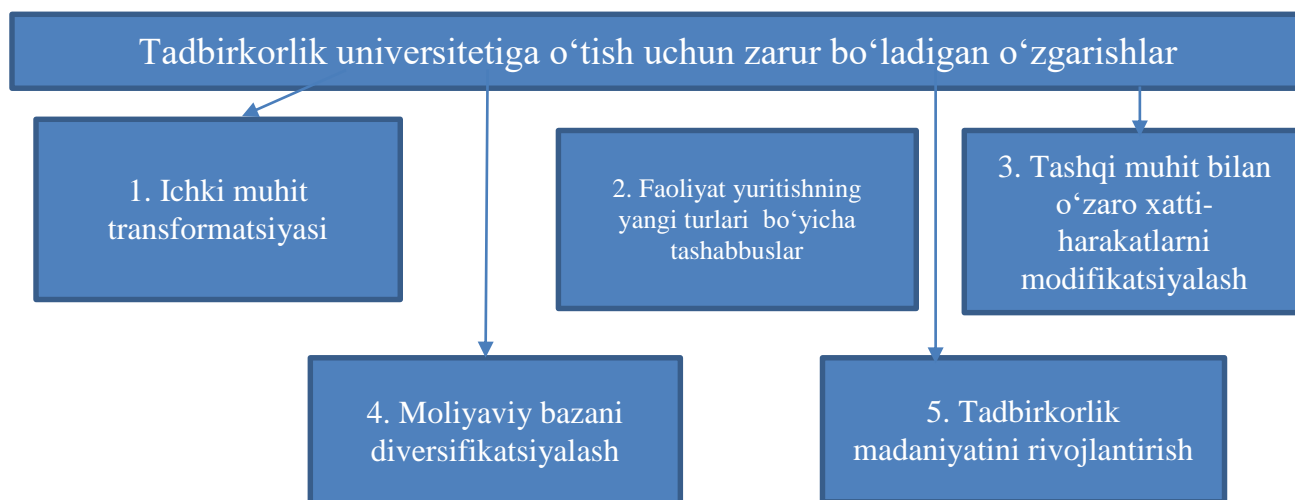 Tadbirkorlik universitetiga o‘tish uchun zarur bo‘ladigan o‘zgarishlar
1. Ichki muhit
transformatsiyasi
2. Faoliyat yuritishning
yangi turlari bo‘yicha
tashabbuslar
3. Tashqi muhit bilan
o‘zaro xatti-
harakatlarni
modifikatsiyalash
4. Moliyaviy bazani
diversifikatsiyalash
5. Tadbirkorlik
madaniyatini rivojlantirish